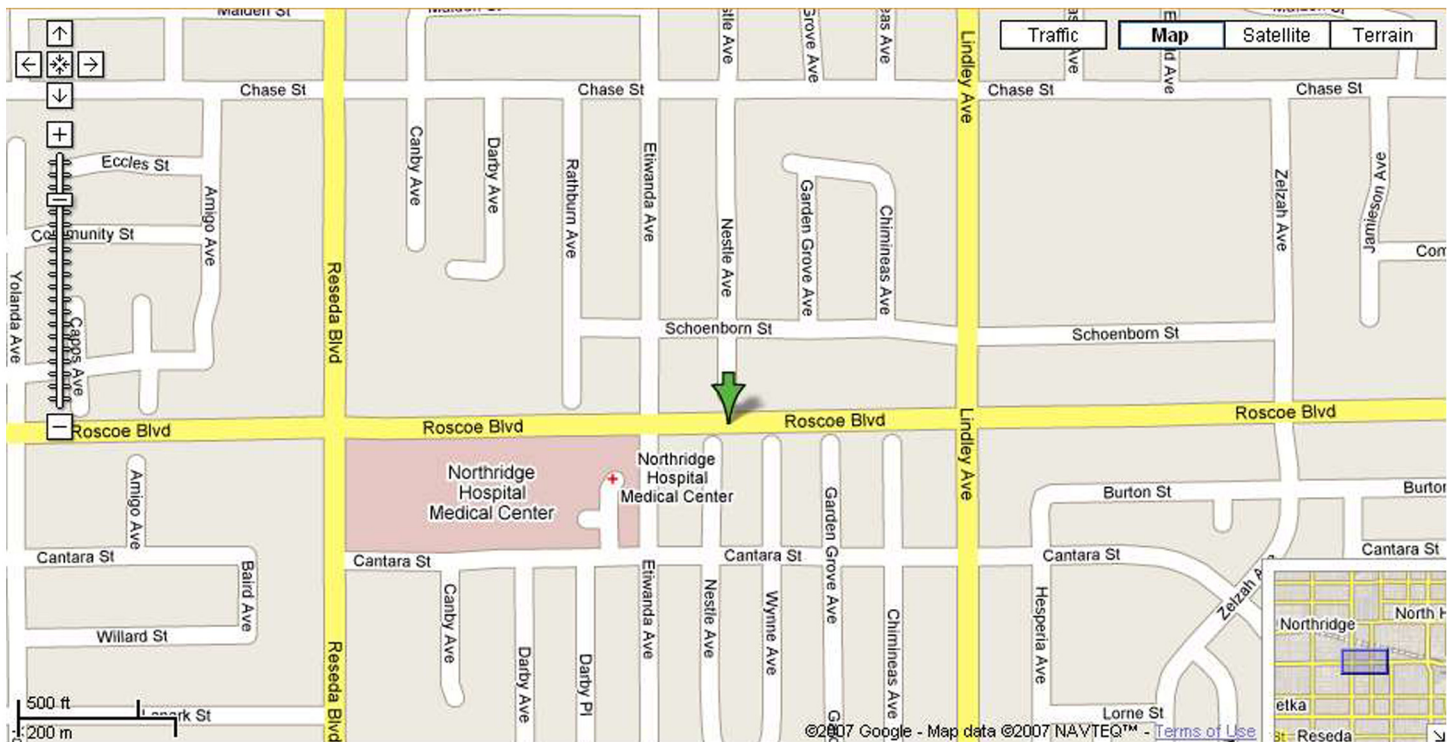 Malden St
Traffic
Map
Satellite
Terrain
Lindley Ave
Chase St
Chase St
Chase St
Chase St
Eccles St
Amigo Ave
Community St
Yolanda Ave
Capps Ave
Reseda Blvd
Canby Ave
Darby Ave
Rathburn Ave
Etiwanda Ave
Nestle Ave
Garden Grove Ave
Chimineas Ave
Zelzah Ave
Jamieson Ave
Schoenborn St
Schoenborn St
Roscoe Blvd
Roscoe Blvd
Roscoe Blvd
Roscoe Blvd
Lindley Ave
Northridge
Hospital
Medical Center
Northridge
Hospital
Medical Center
Amigo Ave
Garden Grove Ave
Burton St
Cantara St
Cantara St
Cantara St
Cantara St
Cantara St
Baird Ave
Willard St
Canby Ave
Darby Ave
Darby Pl
Etiwanda Ave
Nestle Ave
Wynne Ave
Chimineas Ave
Hesperia Ave
Zelzah Ave
Lorne St
Reseda Blvd
500 ft
200 m
Northridge
North H
etka
Reseda
©2007 Google - Map data ©2007 NAVTEQ™ - Terms of Use